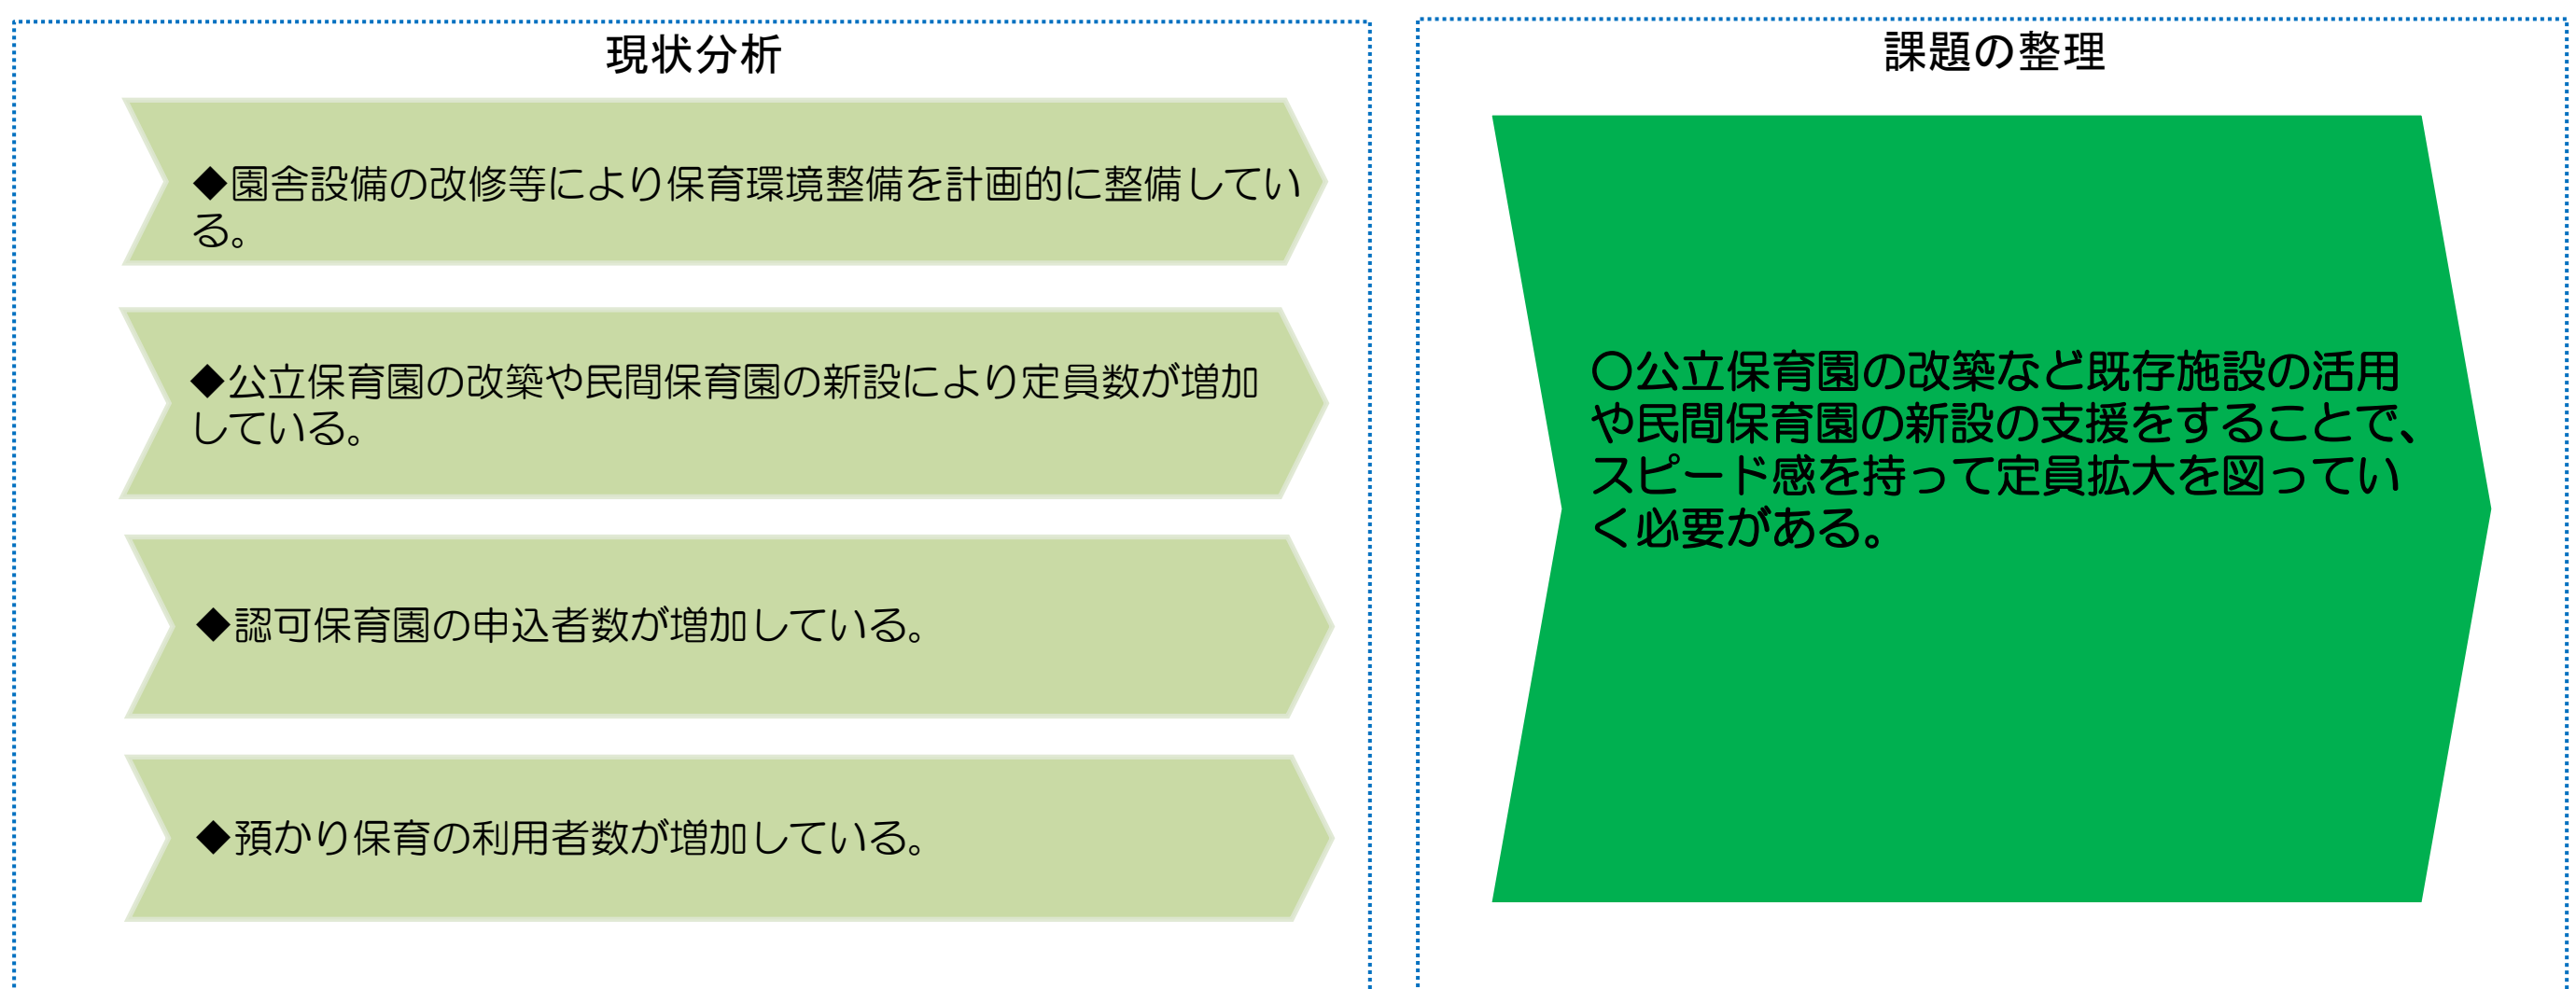 現状分析
◆園舎設備の改修等により保育環境整備を計画的に整備してい
る。
◆公立保育園の改築や民間保育園の新設により定員数が増加
している。
◆認可保育園の申込者数が増加している。
◆預かり保育の利用者数が増加している。
課題の整理
〇公立保育園の改築など既存施設の活用
や民間保育園の新設の支援をすることで、
スピード感を持って定員拡大を図ってい
く必要がある。